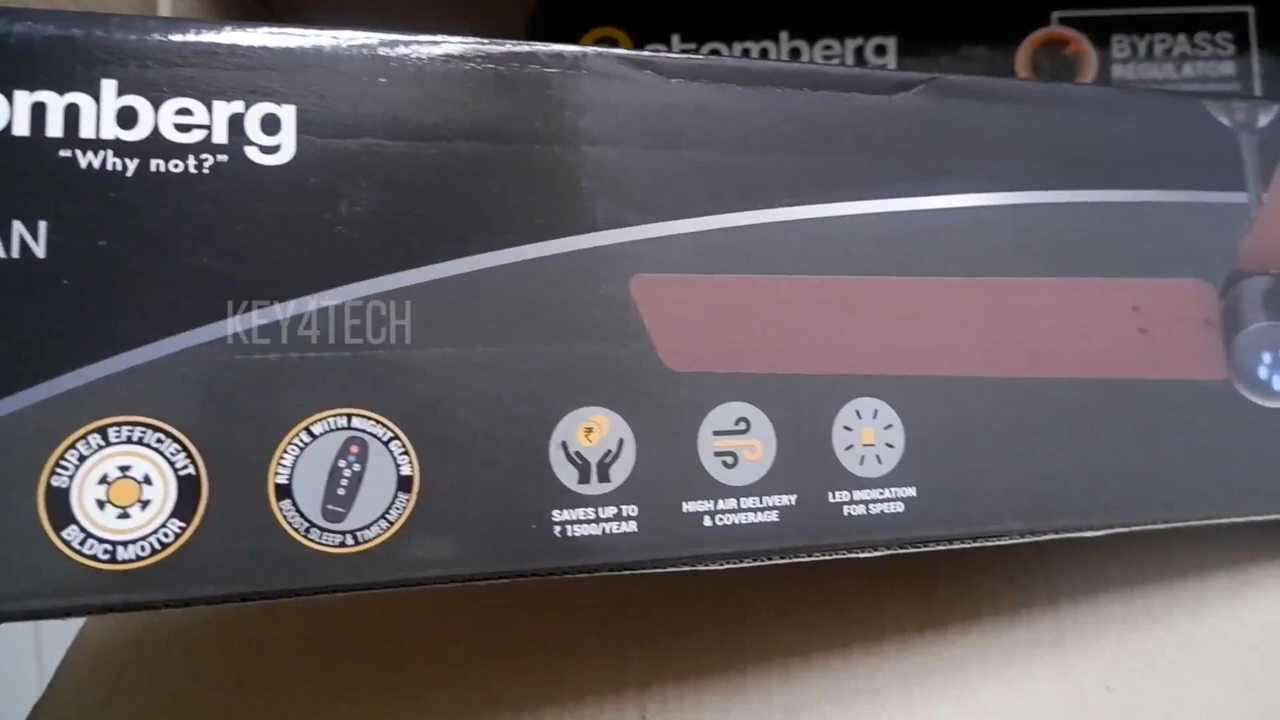 atomberg
BYPASS
REGULATOR
omberg
“Why not?”
AN
KEY4TECH
SUPER EFFICIENT
BLDC MOTOR
REMOTE WITH NIGHT GLOW
BOOST, SLEEP & TIMER MODE
SAVES UP TO
₹ 1500/YEAR
HIGH AIR DELIVERY
& COVERAGE
LED INDICATION
FOR SPEED